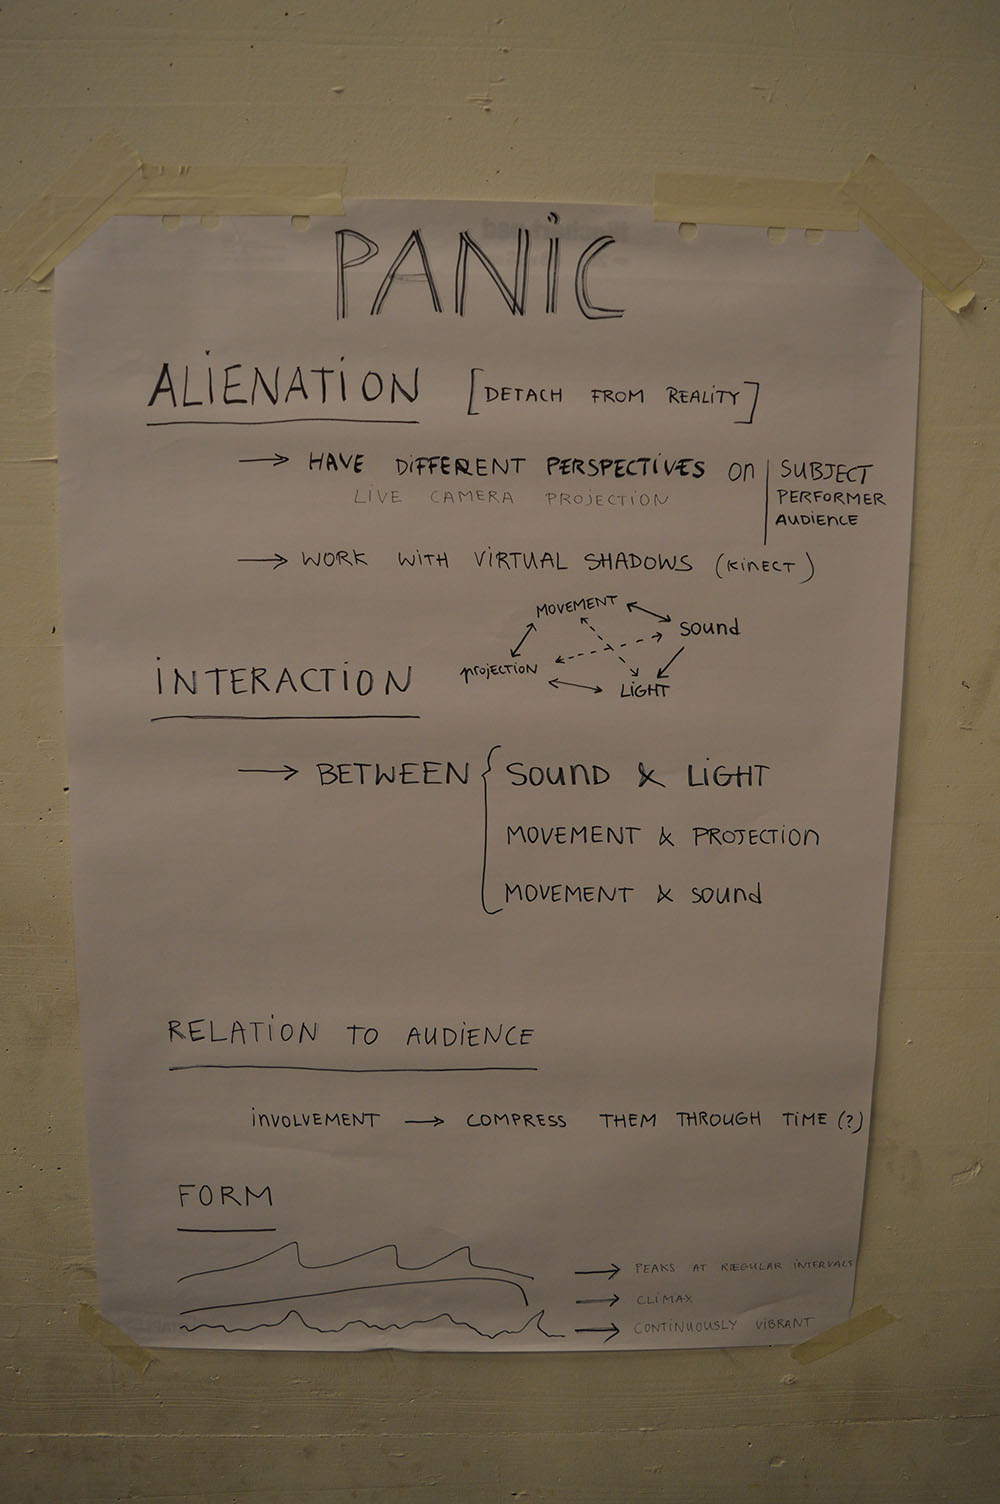 PANIC
ALIENATION [DETACH FROM REALITY]
→ HAVE DIFFERENT PERSPECTIVES ON | SUBJECT
LIVE CAMERA PROJECTION PERFORMER
AUDIENCE
→ WORK WITH VIRTUAL SHADOWS (KINECT)
MOVEMENT
SOUND
PROJECTION
LIGHT
INTERACTION
→ BETWEEN { SOUND & LIGHT
MOVEMENT & PROJECTION
MOVEMENT & SOUND
RELATION TO AUDIENCE
INVOLVEMENT → COMPRESS THEM THROUGH TIME (?)
FORM
→ PEAKS AT REGULAR INTERVALS
→ CLIMAX
→ CONTINUOUSLY VIBRANT